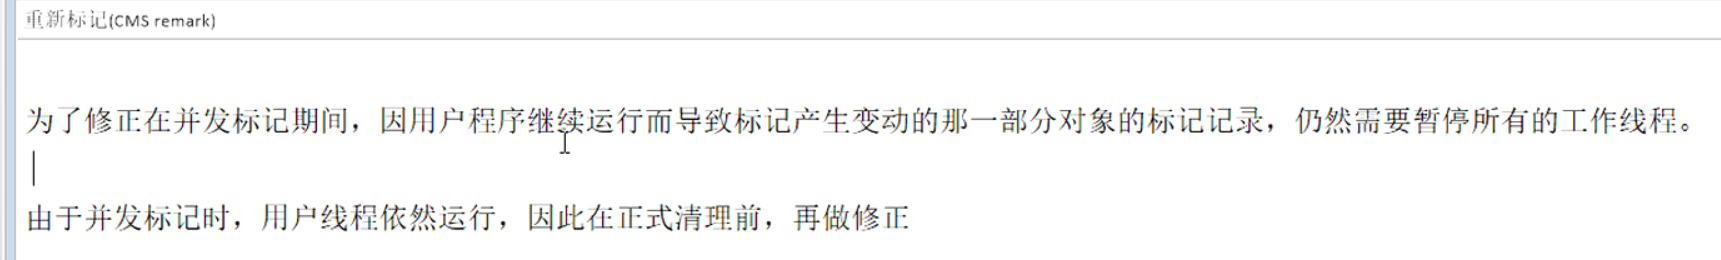 重新标记(CMS remark)
为了修正在并发标记期间，因用户程序继续运行而导致标记产生变动的那一部分对象的标记记录，仍然需要暂停所有的工作线程。
由于并发标记时，用户线程依然运行，因此在正式清理前，再做修正